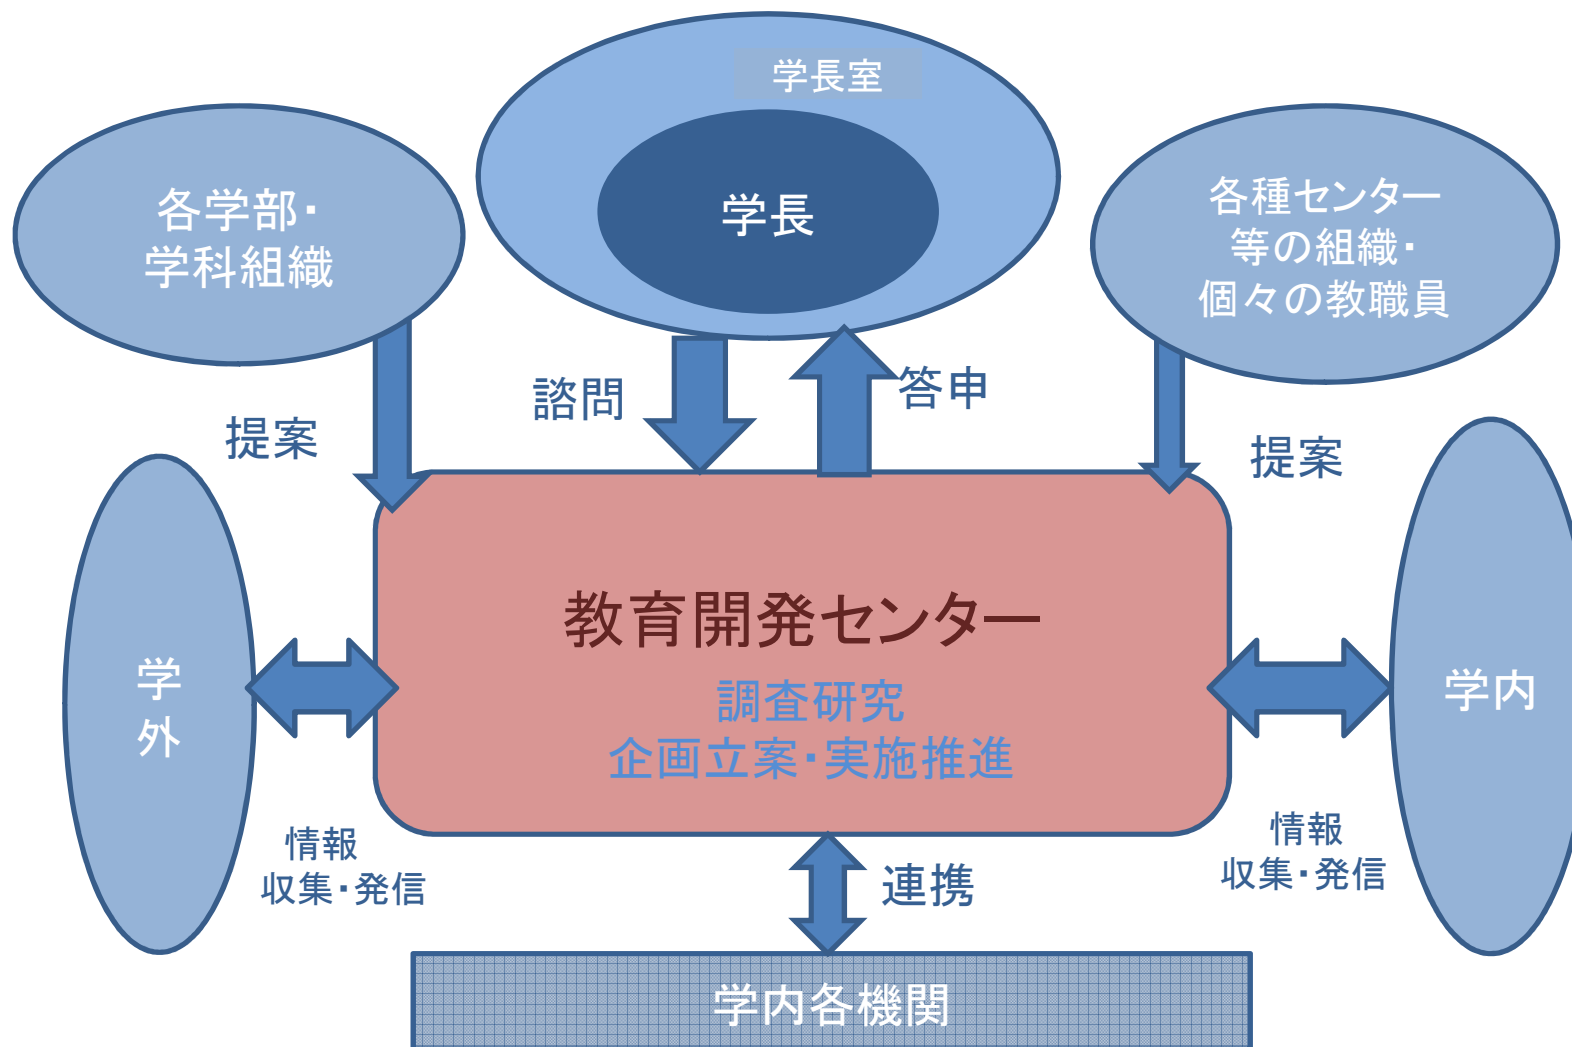 学長室
学長
各学部・
学科組織
各種センター
等の組織・
個々の教職員
諮問
答申
提案
提案
教育開発センター
調査研究
企画立案・実施推進
学
外
学内
情報
収集・発信
情報
収集・発信
連携
学内各機関